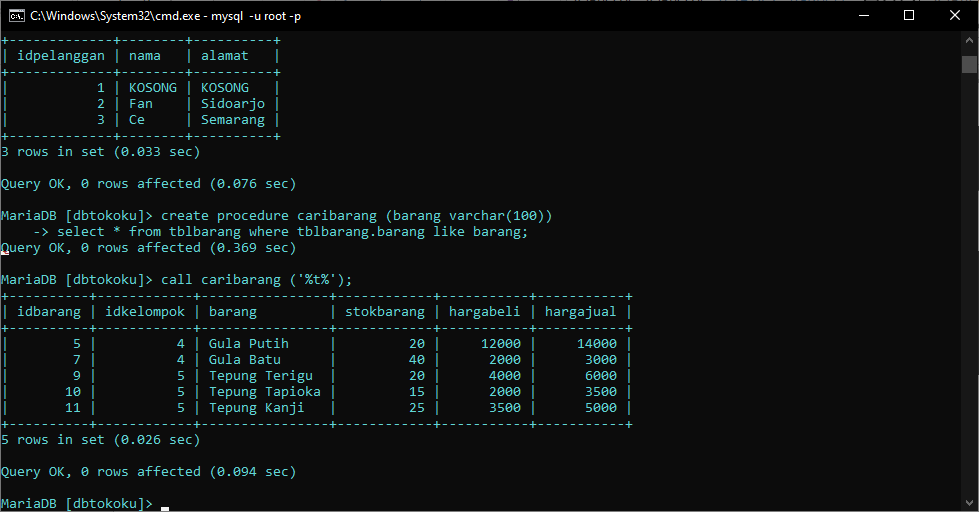 C:\Windows\System32\cmd.exe - mysql  -u root -p
+-------------+--------+----------+
| idpelanggan | nama   | alamat   |
+-------------+--------+----------+
|           1 | KOSONG | KOSONG   |
|           2 | Fan    | Sidoarjo |
|           3 | Ce     | Semarang |
+-------------+--------+----------+
3 rows in set (0.033 sec)
Query OK, 0 rows affected (0.076 sec)
MariaDB [dbtokoku]> create procedure caribarang (barang varchar(100))
    -> select * from tblbarang where tblbarang.barang like barang;
Query OK, 0 rows affected (0.369 sec)
MariaDB [dbtokoku]> call caribarang ('%t%');
+----------+------------+----------------+------------+-----------+-----------+
| idbarang | idkelompok | barang         | stokbarang | hargabeli | hargajual |
+----------+------------+----------------+------------+-----------+-----------+
|        5 |          4 | Gula Putih     |         20 |     12000 |     14000 |
|        7 |          4 | Gula Batu      |         40 |      2000 |      3000 |
|        9 |          5 | Tepung Terigu  |         20 |      4000 |      6000 |
|       10 |          5 | Tepung Tapioka |         15 |      2000 |      3500 |
|       11 |          5 | Tepung Kanji   |         25 |      3500 |      5000 |
+----------+------------+----------------+------------+-----------+-----------+
5 rows in set (0.026 sec)
Query OK, 0 rows affected (0.094 sec)
MariaDB [dbtokoku]>